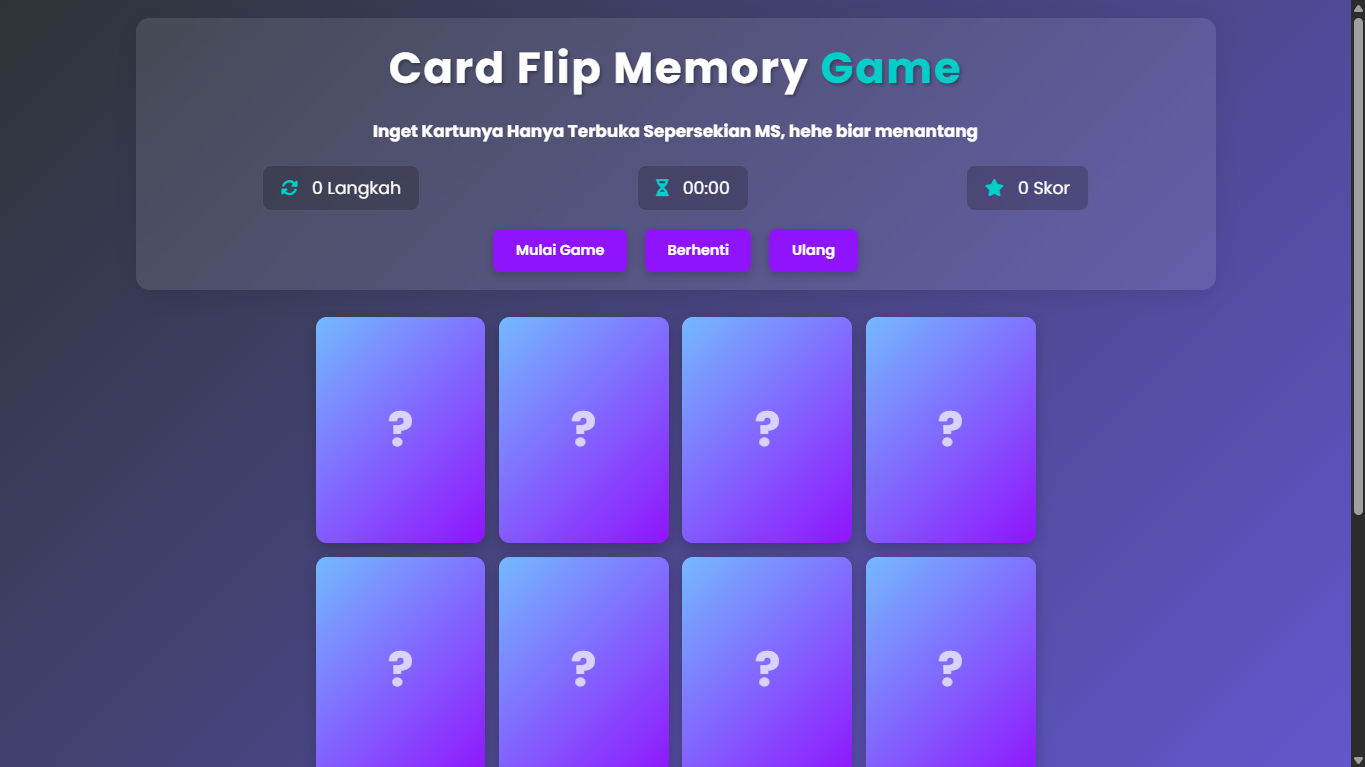 Card Flip Memory Game
Inget Kartunya Hanya Terbuka Sepersekian MS, hehe biar menantang
0 Langkah
00:00
0 Skor
Mulai Game
Berhenti
Ulang
? ? ? ?
? ? ? ?